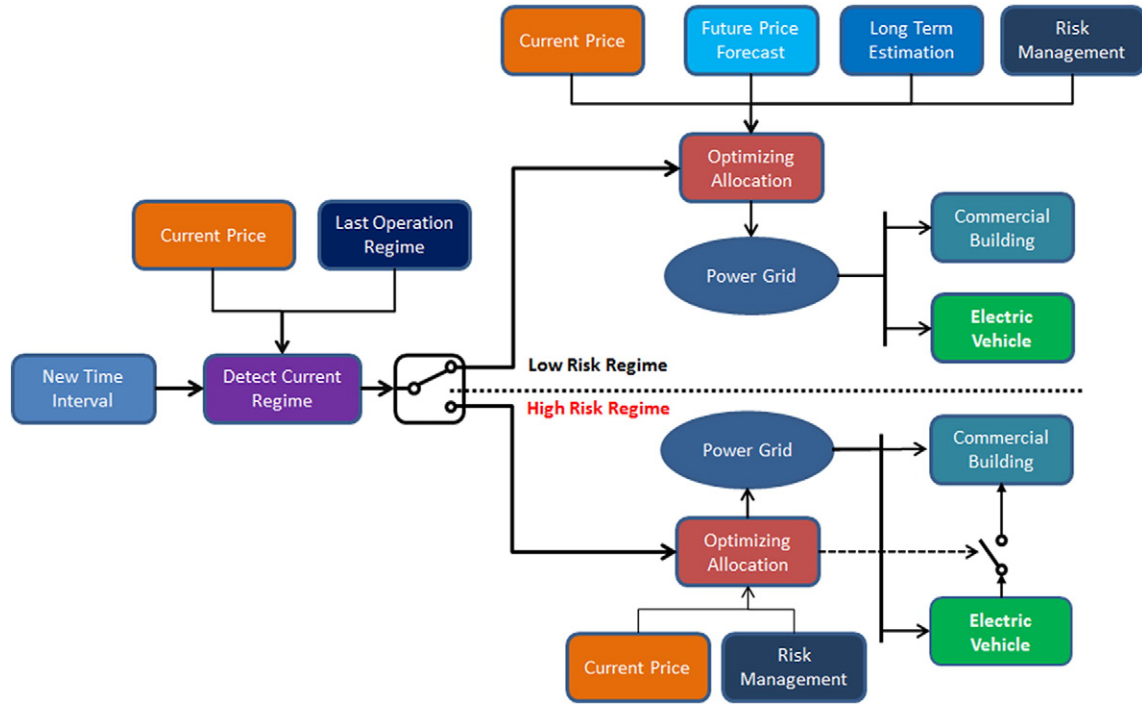 Current Price
Future Price
Forecast
Long Term
Estimation
Risk
Management
Optimizing
Allocation
Current Price
Last Operation
Regime
Power Grid
Commercial
Building
Electric
Vehicle
New Time
Interval
Detect Current
Regime
Low Risk Regime
High Risk Regime
Power Grid
Commercial
Building
Optimizing
Allocation
Electric
Vehicle
Current Price
Risk
Management